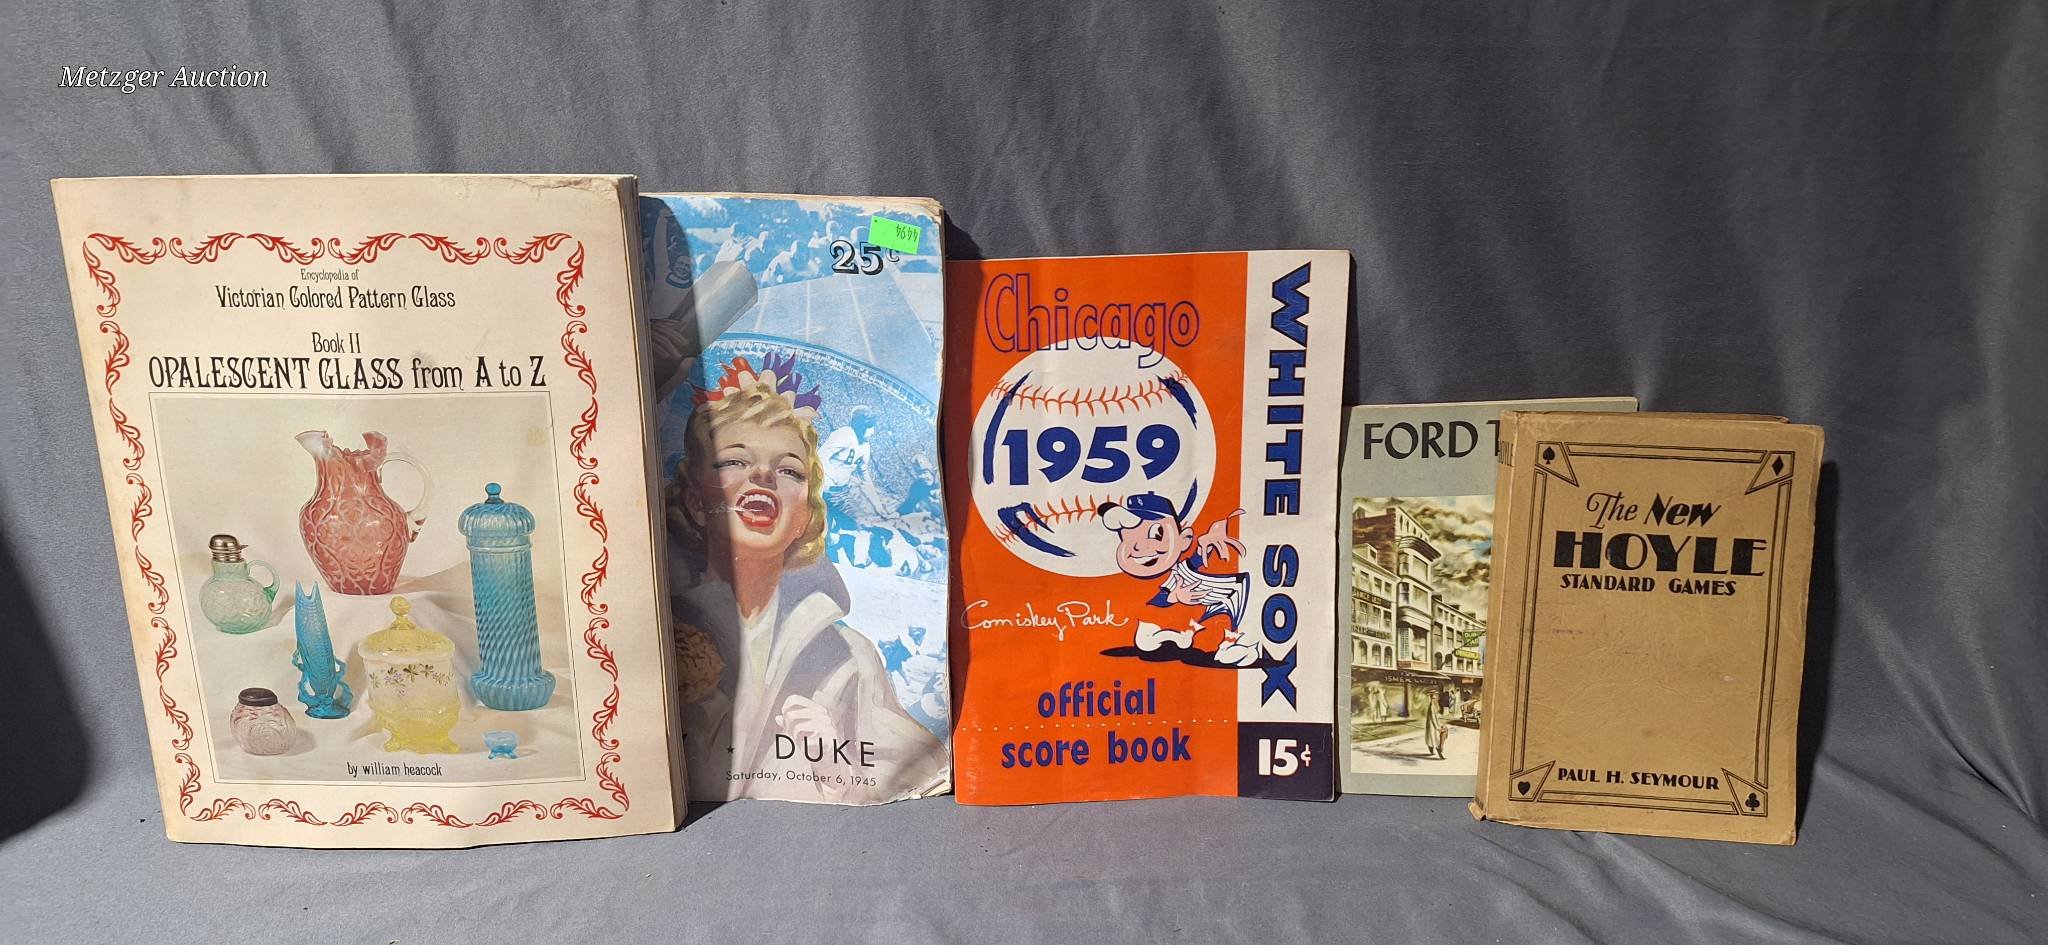 Metzger Auction
Encyclopedia of
Victorian Colored Pattern Glass
Book II
OPALESCENT GLASS from A to Z
by william heacock
25¢
4494
DUKE
Saturday, October 6, 1945
Chicago
1959
Comiskey Park
official
score book
WHITE SOX
15¢
FORD T
The New
HOYLE
STANDARD GAMES
PAUL H. SEYMOUR